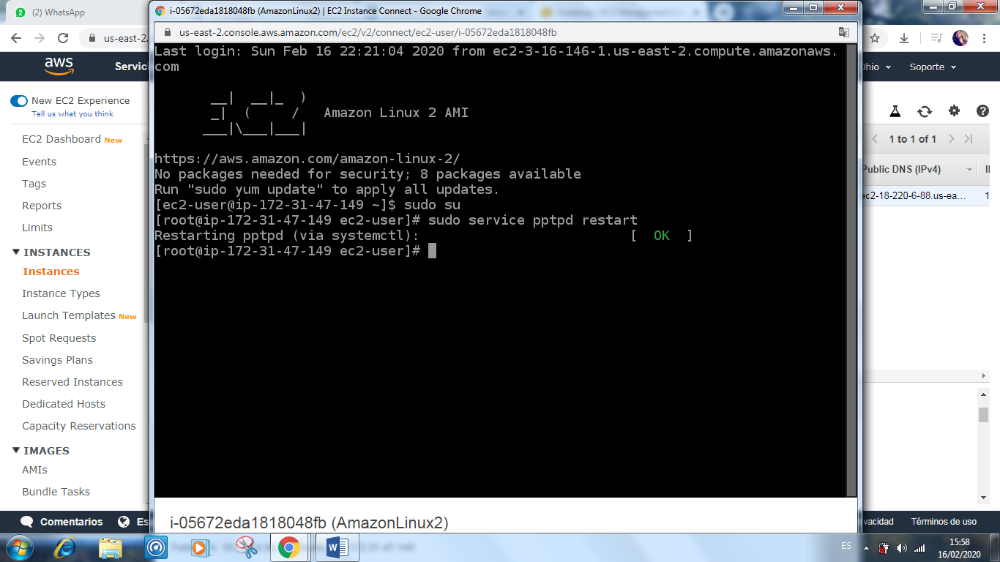 (2) WhatsApp
i-05672eda1818048fb (AmazonLinux2) | EC2 Instance Connect - Google Chrome
us-east-2.
us-east-2.console.aws.amazon.com/ec2/v2/connect/ec2-user/i-05672eda1818048fb
aws
Servici
Ohio
Soporte
New EC2 Experience
Tell us what you think
EC2 Dashboard New
Events
Tags
Reports
Limits
INSTANCES
Instances
Instance Types
Launch Templates New
Spot Requests
Savings Plans
Reserved Instances
Dedicated Hosts
Capacity Reservations
IMAGES
AMIs
Bundle Tasks
Last login: Sun Feb 16 22:21:04 2020 from ec2-3-16-146-1.us-east-2.compute.amazonaws.
com
       __|  __|_  )
       _|  (     /   Amazon Linux 2 AMI
      ___|\___|___|
https://aws.amazon.com/amazon-linux-2/
No packages needed for security; 8 packages available
Run "sudo yum update" to apply all updates.
[ec2-user@ip-172-31-47-149 ~]$ sudo su
[root@ip-172-31-47-149 ec2-user]# sudo service pptpd restart
Restarting pptpd (via systemctl):                          [  OK  ]
[root@ip-172-31-47-149 ec2-user]#
1 to 1 of 1
Public DNS (IPv4)
ec2-18-220-6-88.us-ea...
i-05672eda1818048fb (AmazonLinux2)
Comentarios
Es
vacidad
Términos de uso
ES
15:58
16/02/2020